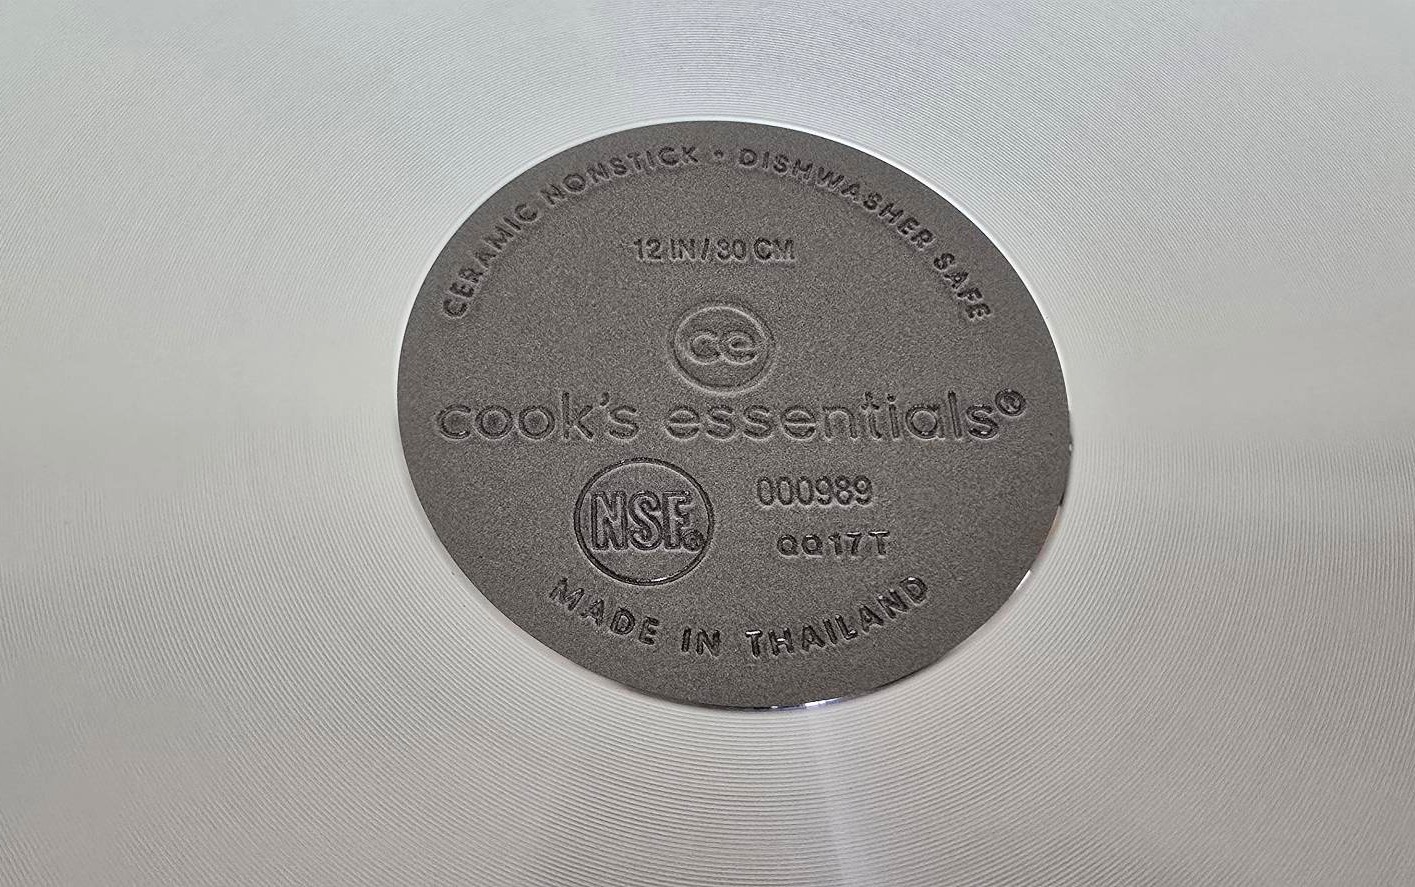 CERAMIC NONSTICK • DISHWASHER SAFE
12 IN/30 CM
ce
cook's essentials®
NSF®
000989
QQ17T
MADE IN THAILAND